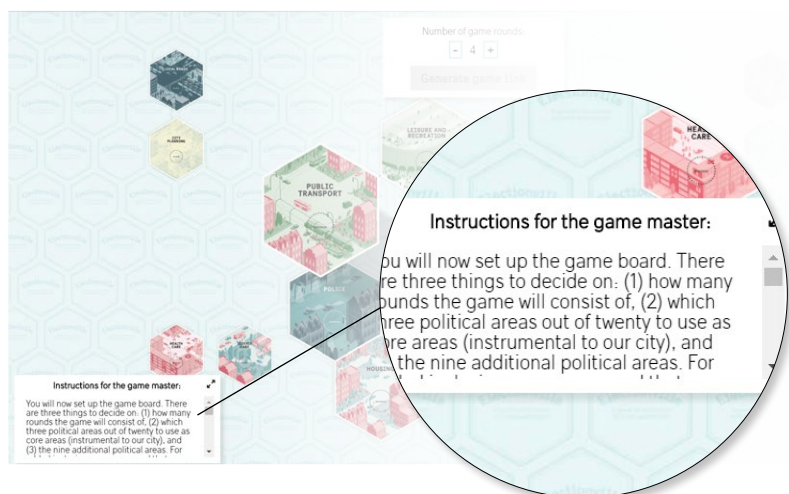 Number of game rounds:
- 4 +
CITY
PLANNING
LEISURE AND
RECREATION
PUBLIC
TRANSPORT
POLICE
HEALTH
CARE
HOUSING
Instructions for the game master:
You will now set up the game board. There
are three things to decide on: (1) how many
rounds the game will consist of, (2) which
three political areas out of twenty to use as
core areas (instrumental to our city), and
(3) the nine additional political areas. For
HEALTH
CARE
Instructions for the game master:
ou will now set up the game board. There
re three things to decide on: (1) how many
ounds the game will consist of, (2) which
hree political areas out of twenty to use as
ore areas (instrumental to our city), and
the nine additional political areas. For